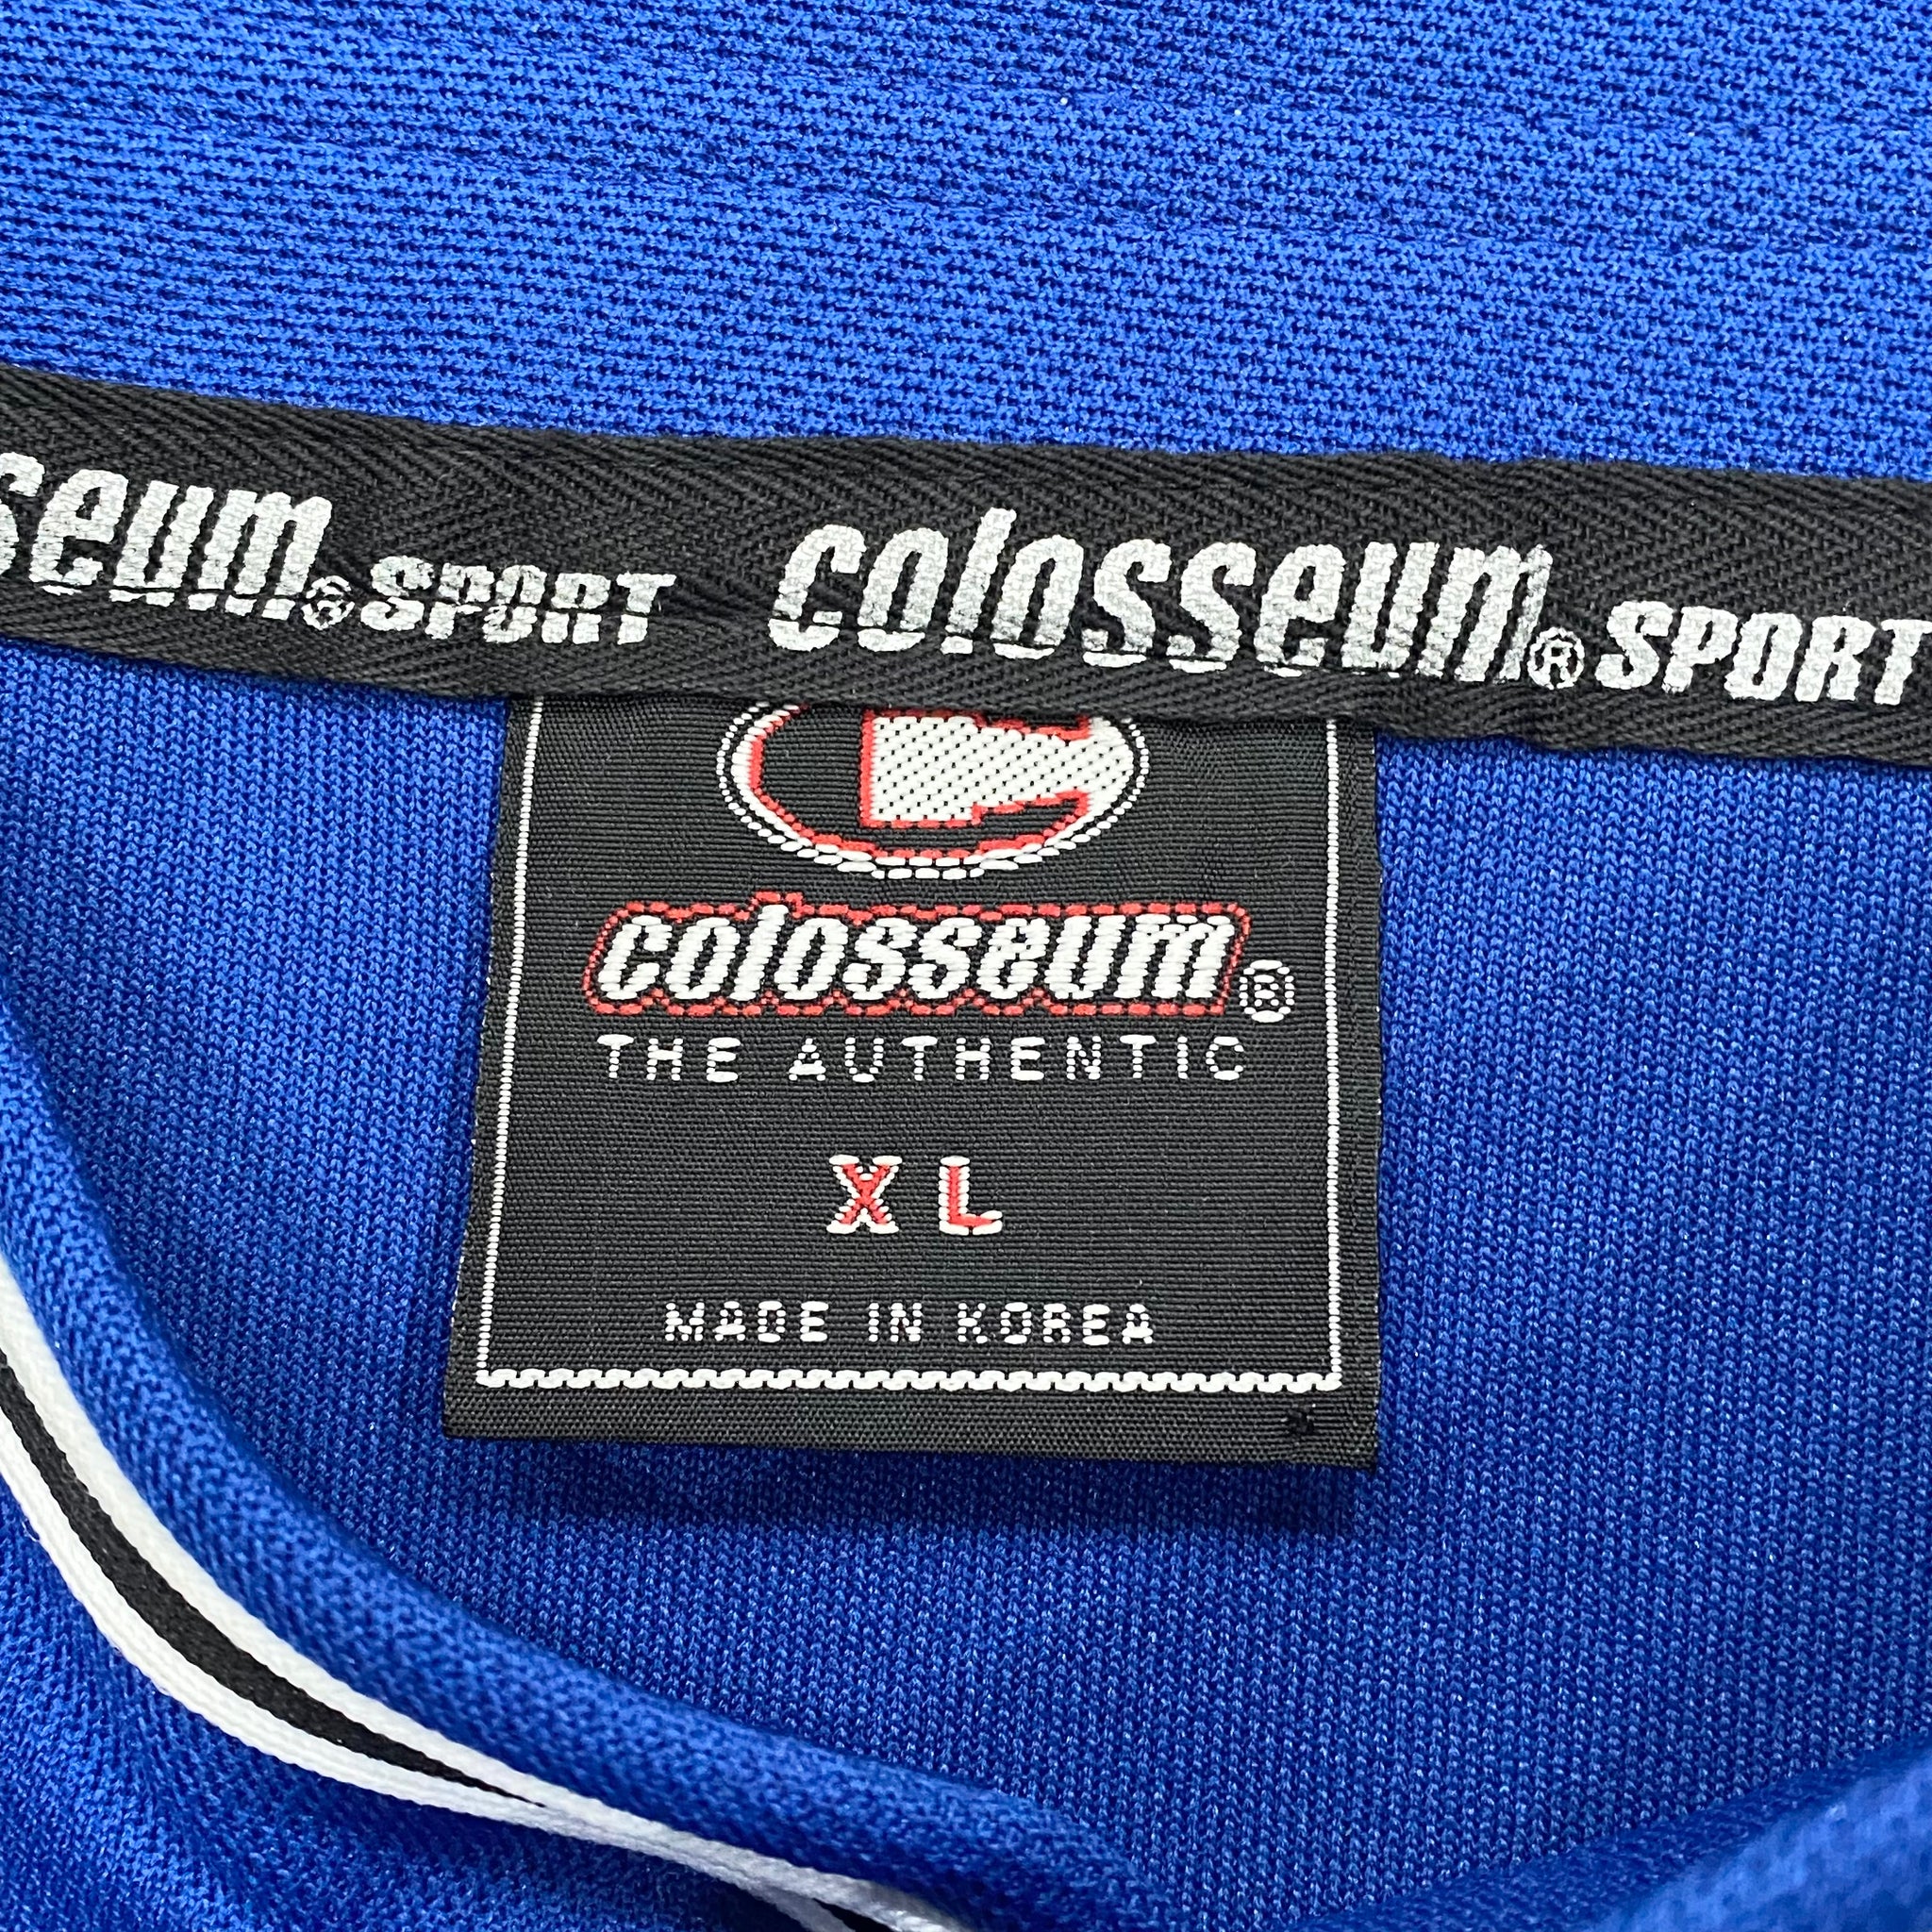 seum® SPORT colosseum® SPORT
colosseum®
THE AUTHENTIC
XL
MADE IN KOREA